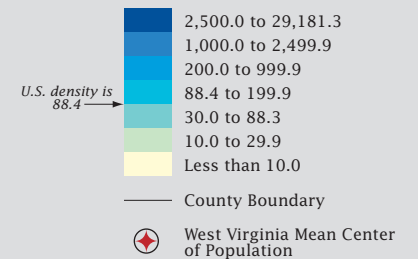 2,500.0 to 29,181.3
1,000.0 to 2,499.9
200.0 to 999.9
U.S. density is
88.4
88.4 to 199.9
30.0 to 88.3
10.0 to 29.9
Less than 10.0
County Boundary
West Virginia Mean Center
of Population